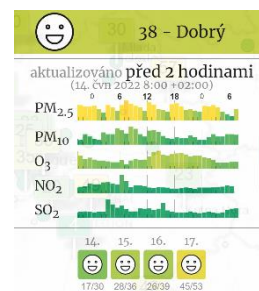 38 - Dobrý
aktualizováno před 2 hodinami
(14. čvn 2022 8:00 +02:00)
0 6 12 18 0 6
PM2.5
PM10
O3
NO2
SO2
14. 15. 16. 17.
17/30 28/36 26/39 45/53